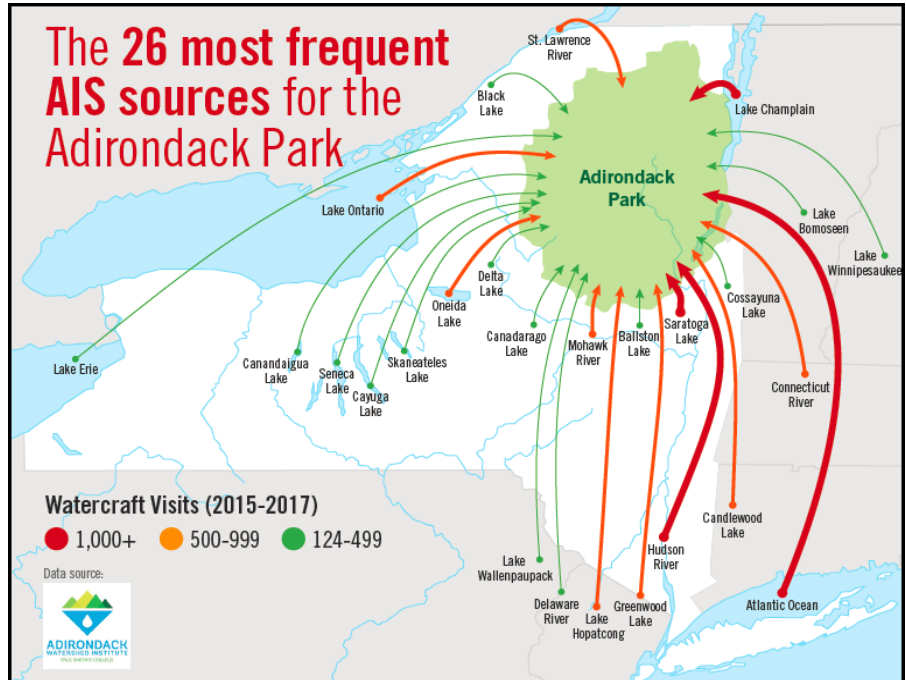 The 26 most frequent
AIS sources for the
Adirondack Park
St. Lawrence
River
Black
Lake
Lake Champlain
Adirondack
Park
Lake Ontario
Lake
Bomoseen
Lake
Winnipesaukee
Delta
Lake
Oneida
Lake
Cossayuna
Lake
Canadarago
Lake
Mohawk
River
Ballston
Lake
Saratoga
Lake
Lake Erie
Canandaigua
Lake
Seneca
Lake
Cayuga
Lake
Skaneateles
Lake
Connecticut
River
Watercraft Visits (2015-2017)
1,000+ 500-999 124-499
Candlewood
Lake
Hudson
River
Lake
Wallenpaupack
Delaware
River
Lake
Hopatcong
Greenwood
Lake
Atlantic Ocean
Data source:
ADIRONDACK
WATERSHED INSTITUTE
PAUL SMITH'S COLLEGE